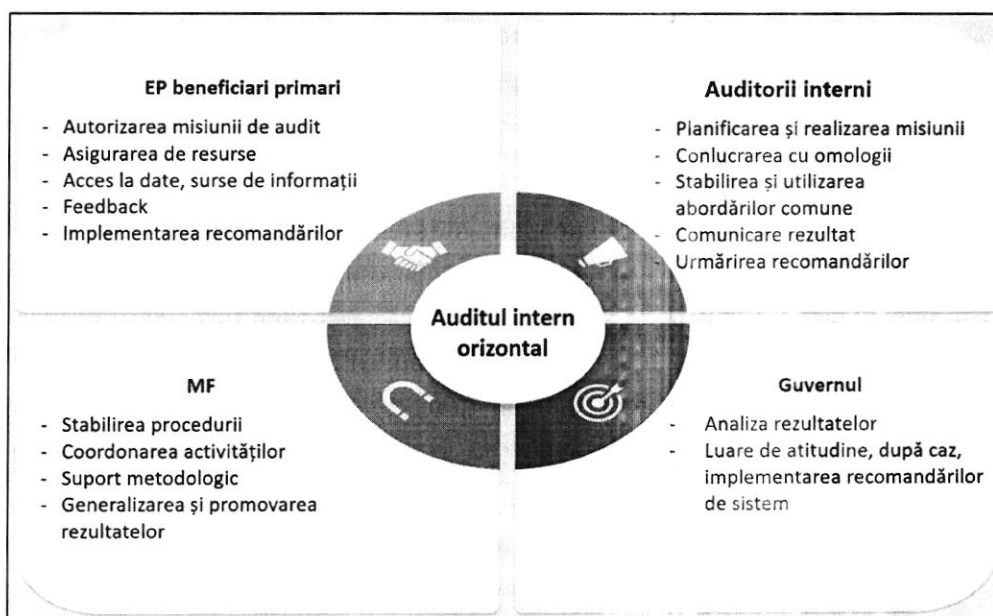 EP beneficiari primari
- Autorizarea misiunii de audit
- Asigurarea de resurse
- Acces la date, surse de informații
- Feedback
- Implementarea recomandărilor
Auditorii interni
- Planificarea și realizarea misiunii
- Conlucrarea cu omologii
- Stabilirea și utilizarea
abordărilor comune
- Comunicare rezultat
- Urmărirea recomandărilor
Auditul intern
orizontal
MF
- Stabilirea procedurii
- Coordonarea activităților
- Suport metodologic
- Generalizarea și promovarea
rezultatelor
Guvernul
- Analiza rezultatelor
- Luare de atitudine, după caz,
implementarea recomandărilor
de sistem